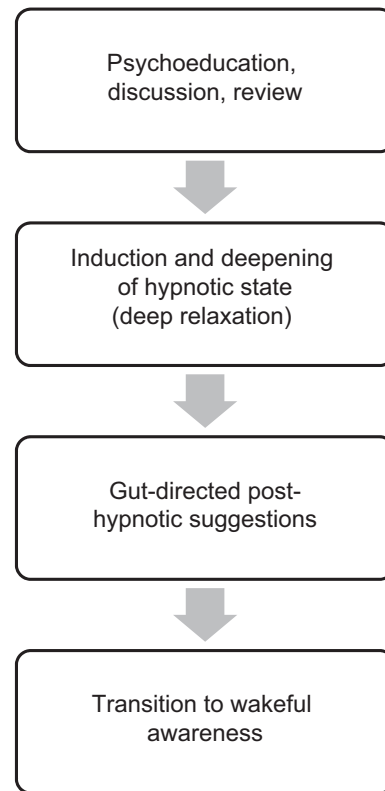 Psychoeducation,
discussion, review
Induction and deepening
of hypnotic state
(deep relaxation)
Gut-directed post-
hypnotic suggestions
Transition to wakeful
awareness